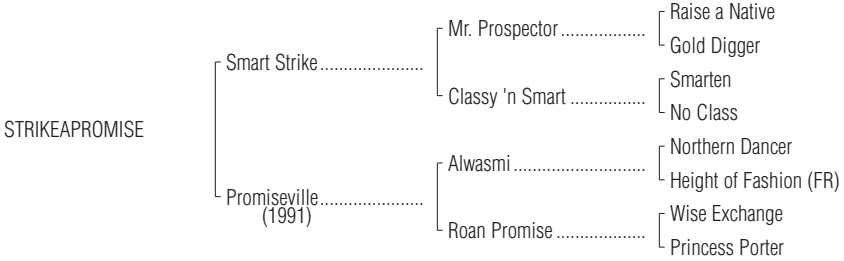 Raise a Native
Mr. Prospector ..................
Gold Digger
Smart Strike ......................
Smarten
Classy 'n Smart ................
No Class
STRIKEAPROMISE
Northern Dancer
Alwasmi ............................
Height of Fashion (FR)
Promiseville ......................
(1991)
Wise Exchange
Roan Promise ...................
Princess Porter